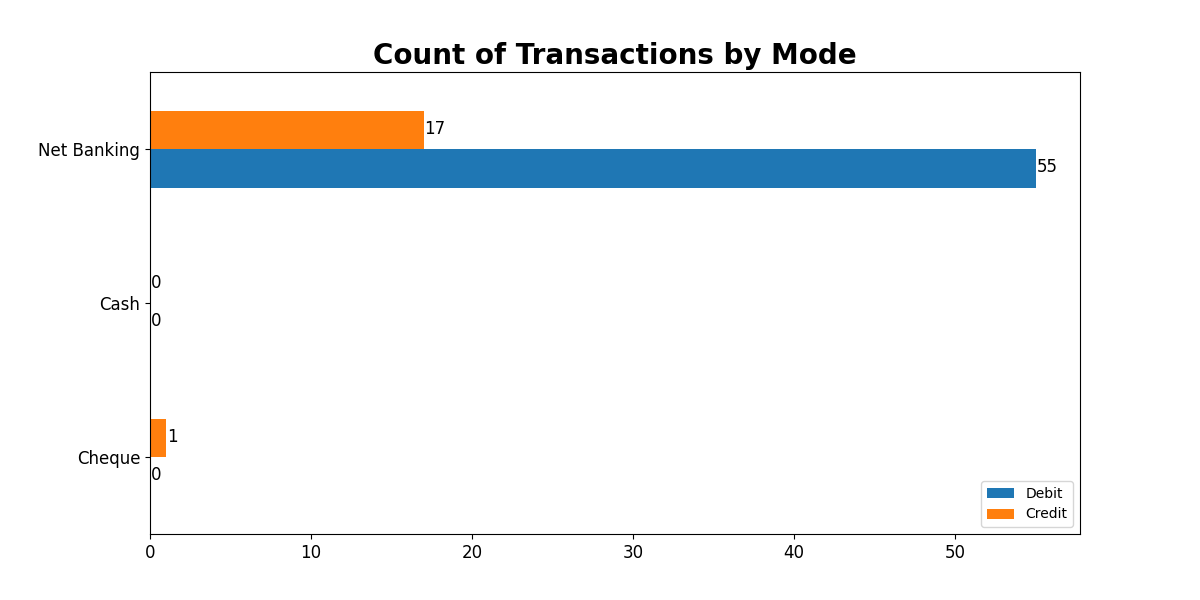 Count of Transactions by Mode
Net Banking
17
55
Cash
0
0
Cheque
1
0
Debit
Credit
0 10 20 30 40 50